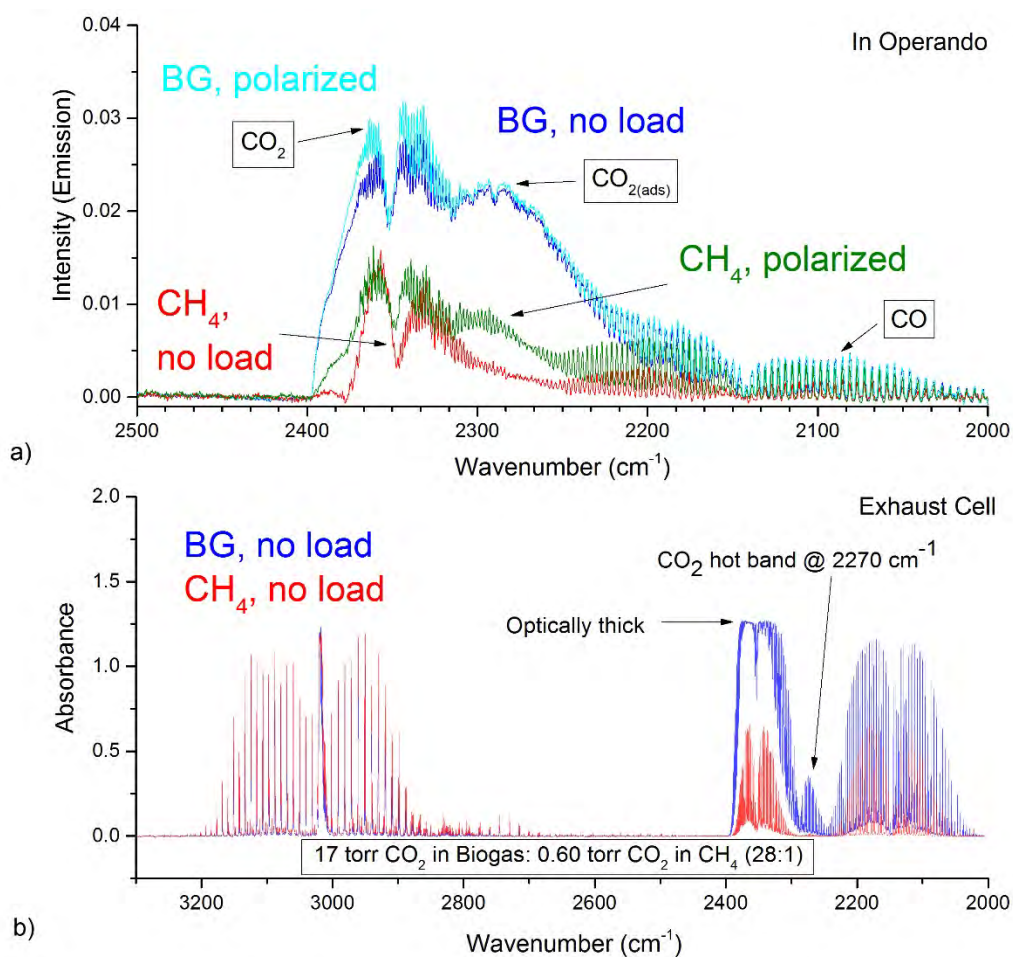 0.04
In Operando
BG, polarized
0.03
BG, no load
CO2
CO2(ads)
0.02
Intensity (Emission)
CH4, polarized
CH4,
no load
0.01
CO
0.00
2500 2400 2300 2200 2100 2000
a)
Wavenumber (cm-1)
2.0
Exhaust Cell
BG, no load
CH4, no load
CO2 hot band @ 2270 cm-1
1.5
Optically thick
1.0
Absorbance
0.5
0.0
17 torr CO2 in Biogas: 0.60 torr CO2 in CH4 (28:1)
3200 3000 2800 2600 2400 2200 2000
b)
Wavenumber (cm-1)